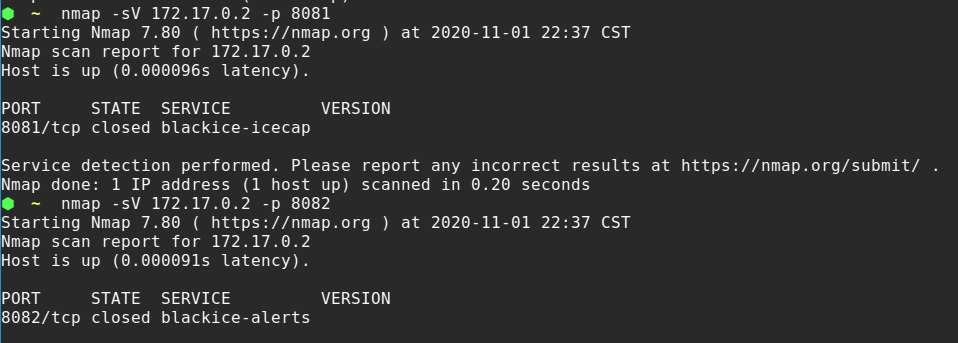 ~ nmap -sV 172.17.0.2 -p 8081
Starting Nmap 7.80 ( https://nmap.org ) at 2020-11-01 22:37 CST
Nmap scan report for 172.17.0.2
Host is up (0.000096s latency).
PORT     STATE  SERVICE         VERSION
8081/tcp closed blackice-icecap
Service detection performed. Please report any incorrect results at https://nmap.org/submit/ .
Nmap done: 1 IP address (1 host up) scanned in 0.20 seconds
~ nmap -sV 172.17.0.2 -p 8082
Starting Nmap 7.80 ( https://nmap.org ) at 2020-11-01 22:37 CST
Nmap scan report for 172.17.0.2
Host is up (0.000091s latency).
PORT     STATE  SERVICE         VERSION
8082/tcp closed blackice-alerts